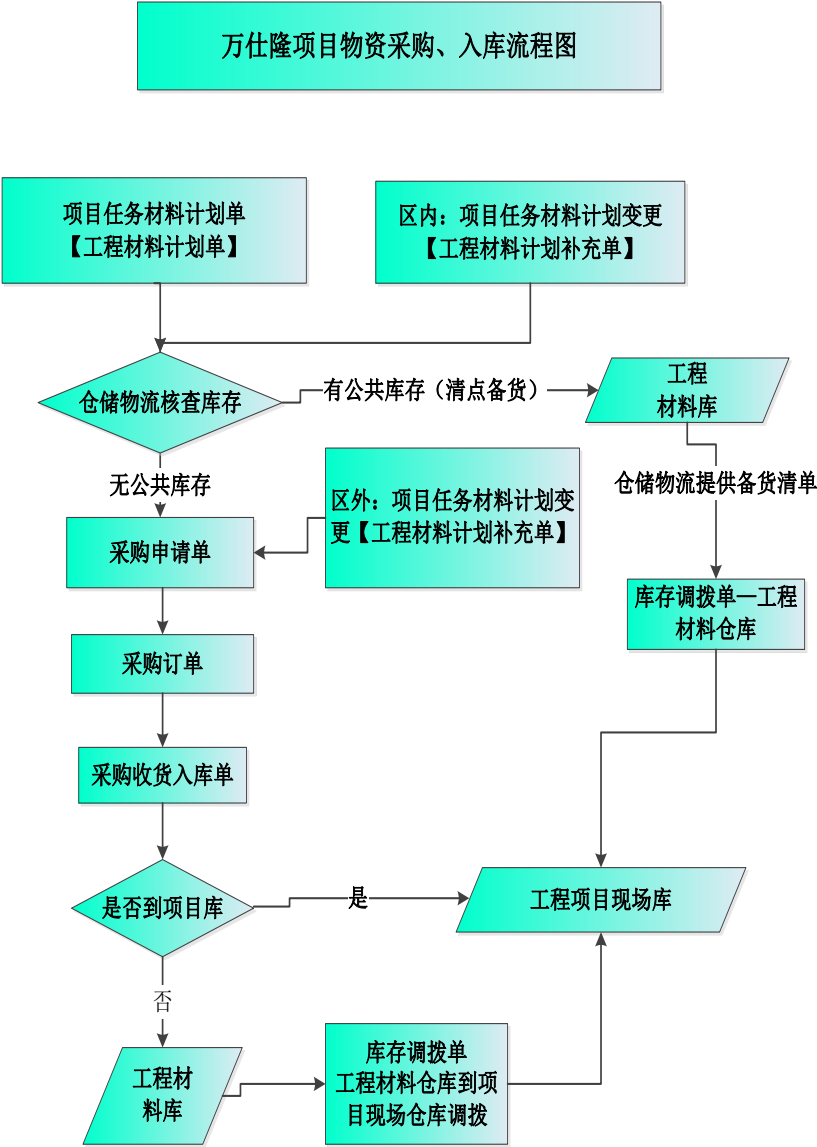 万仕隆项目物资采购、入库流程图
项目任务材料计划单
【工程材料计划单】
区内：项目任务材料计划变更
【工程材料计划补充单】
仓储物流核查库存
有公共库存（清点备货）
工程
材料库
无公共库存
区外：项目任务材料计划变
更【工程材料计划补充单】
仓储物流提供备货清单
采购申请单
库存调拨单—工程
材料仓库
采购订单
采购收货入库单
是否到项目库
是
工程项目现场库
否
工程材
料库
库存调拨单
工程材料仓库到项
目现场仓库调拨